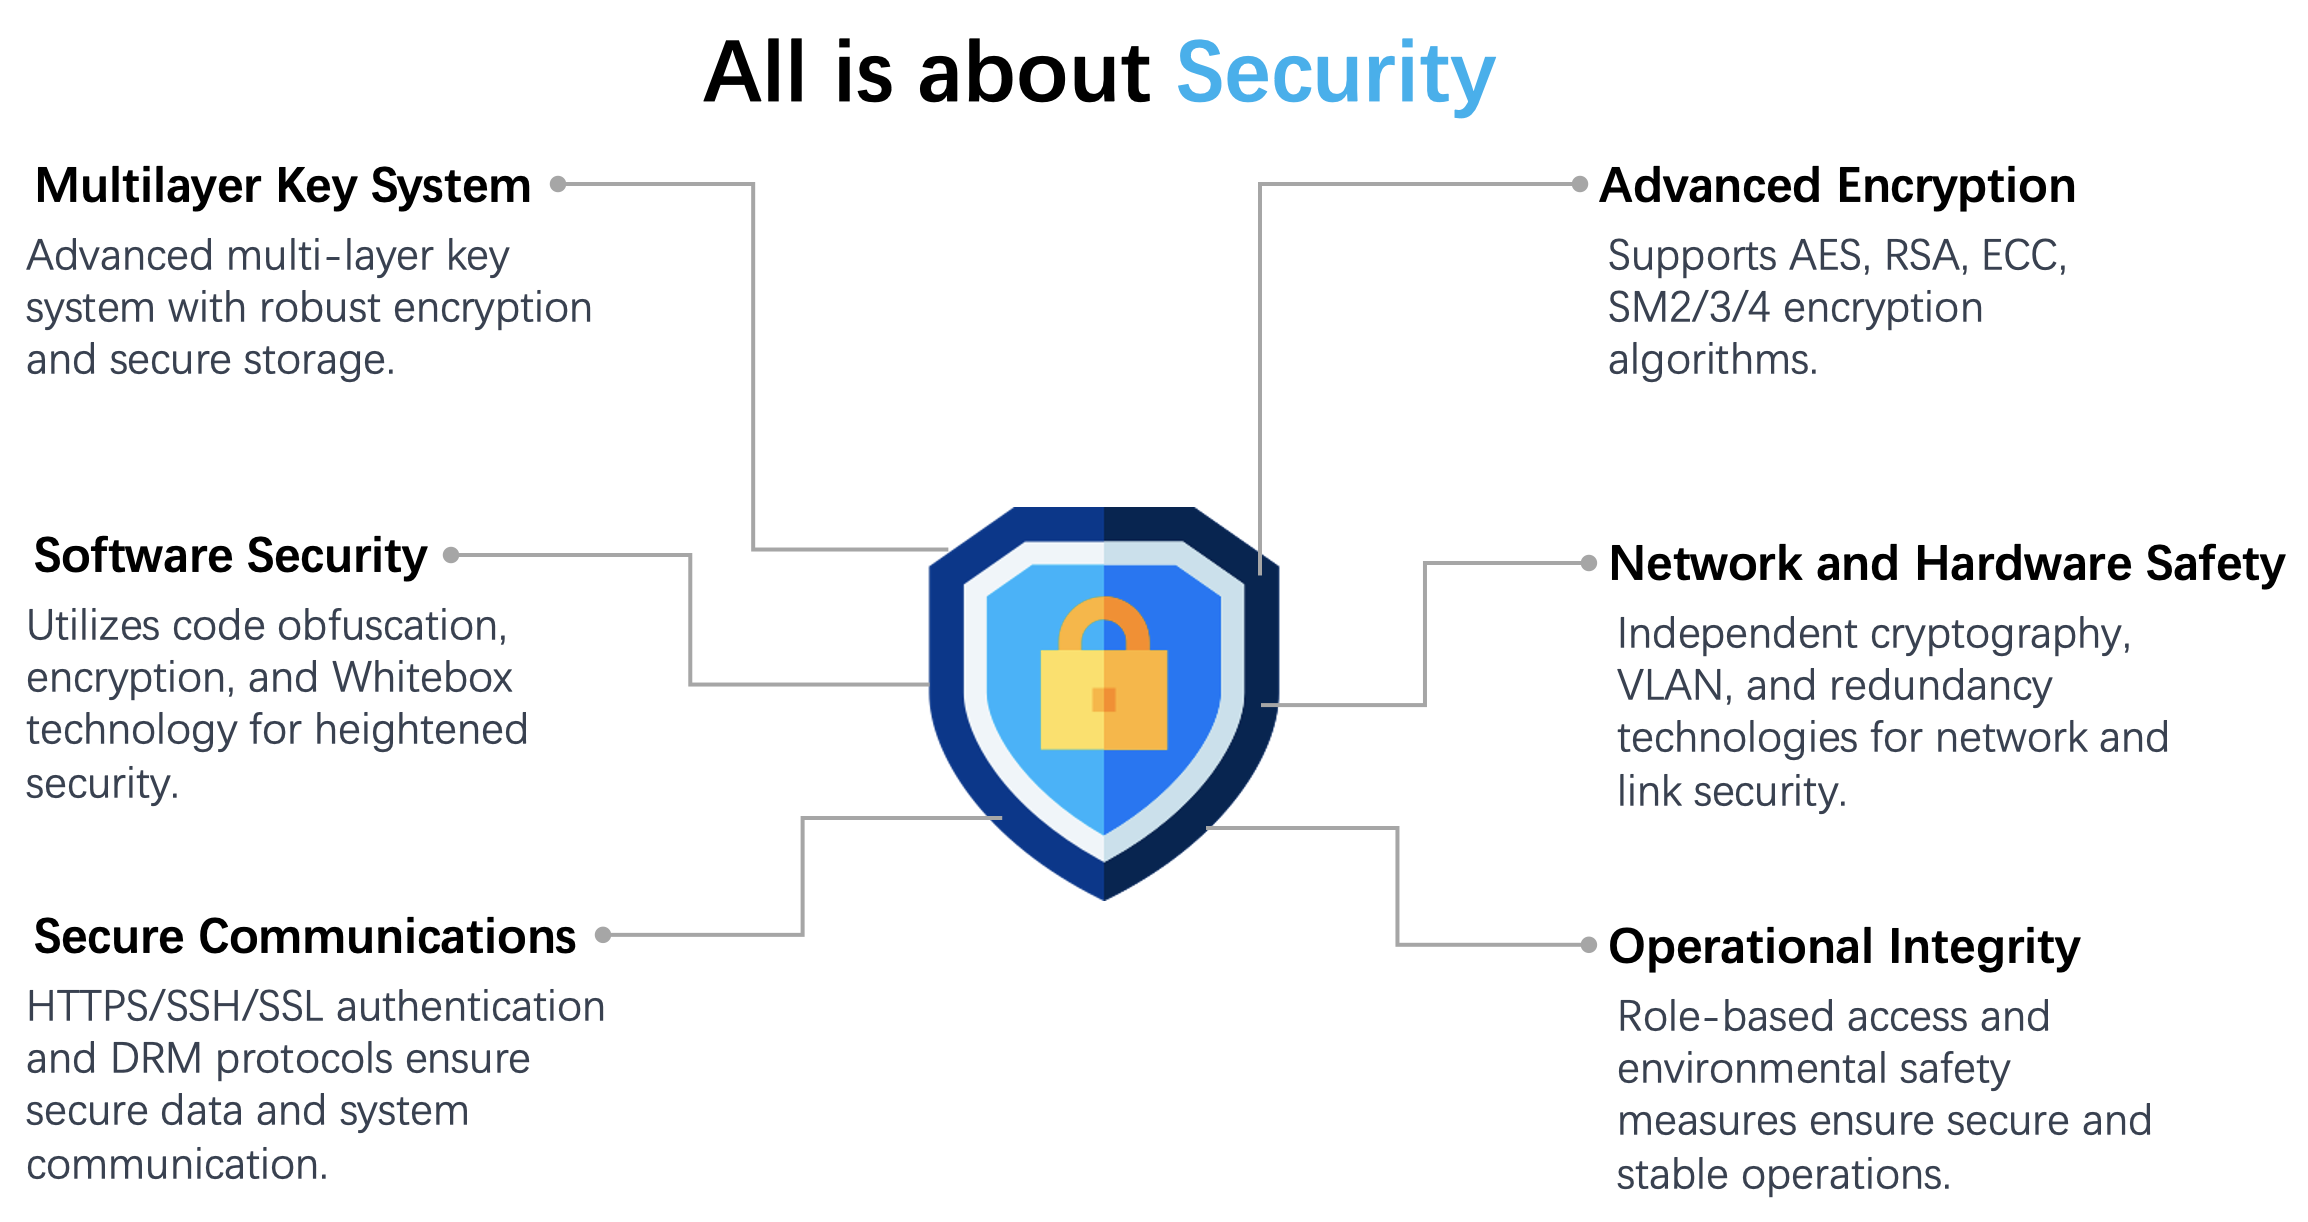 All is about Security
Multilayer Key System
Advanced multi-layer key
system with robust encryption
and secure storage.
Software Security
Utilizes code obfuscation,
encryption, and Whitebox
technology for heightened
security.
Secure Communications
HTTPS/SSH/SSL authentication
and DRM protocols ensure
secure data and system
communication.
Advanced Encryption
Supports AES, RSA, ECC,
SM2/3/4 encryption
algorithms.
Network and Hardware Safety
Independent cryptography,
VLAN, and redundancy
technologies for network and
link security.
Operational Integrity
Role-based access and
environmental safety
measures ensure secure and
stable operations.